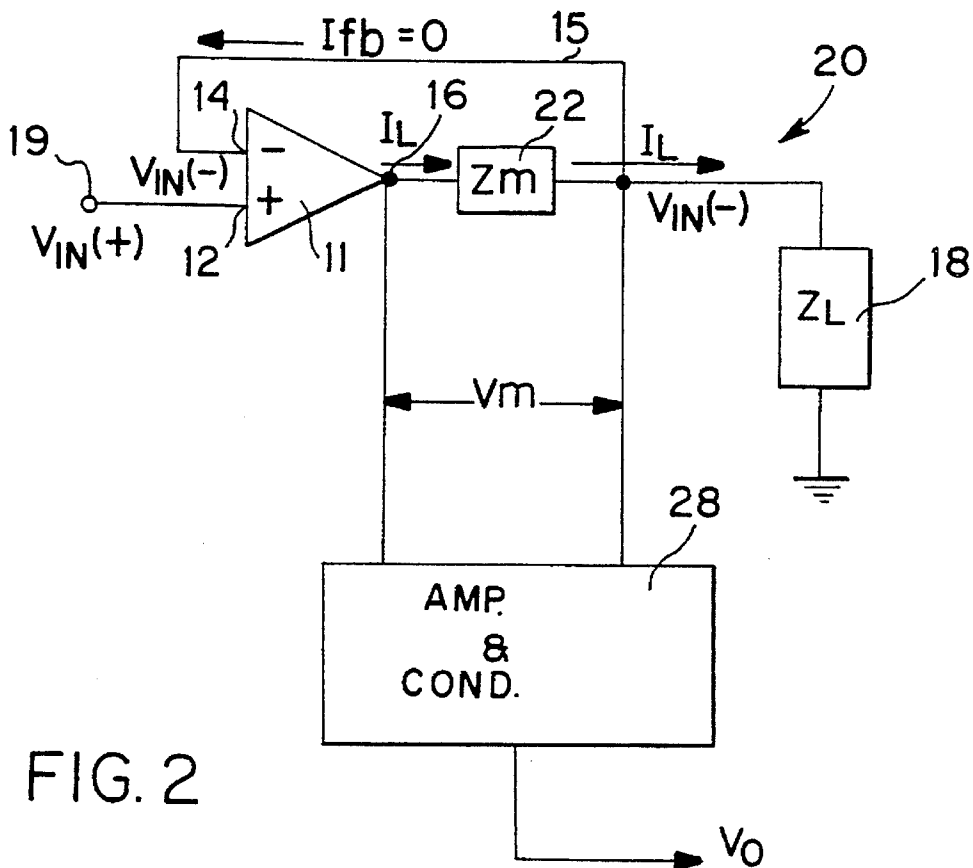 Ifb = 0
15
20
14
16
22
IL
IL
19
VIN(-)
-
+
Zm
VIN(-)
VIN(+)
12
11
18
ZL
Vm
28
AMP.
&
COND.
FIG. 2
VO